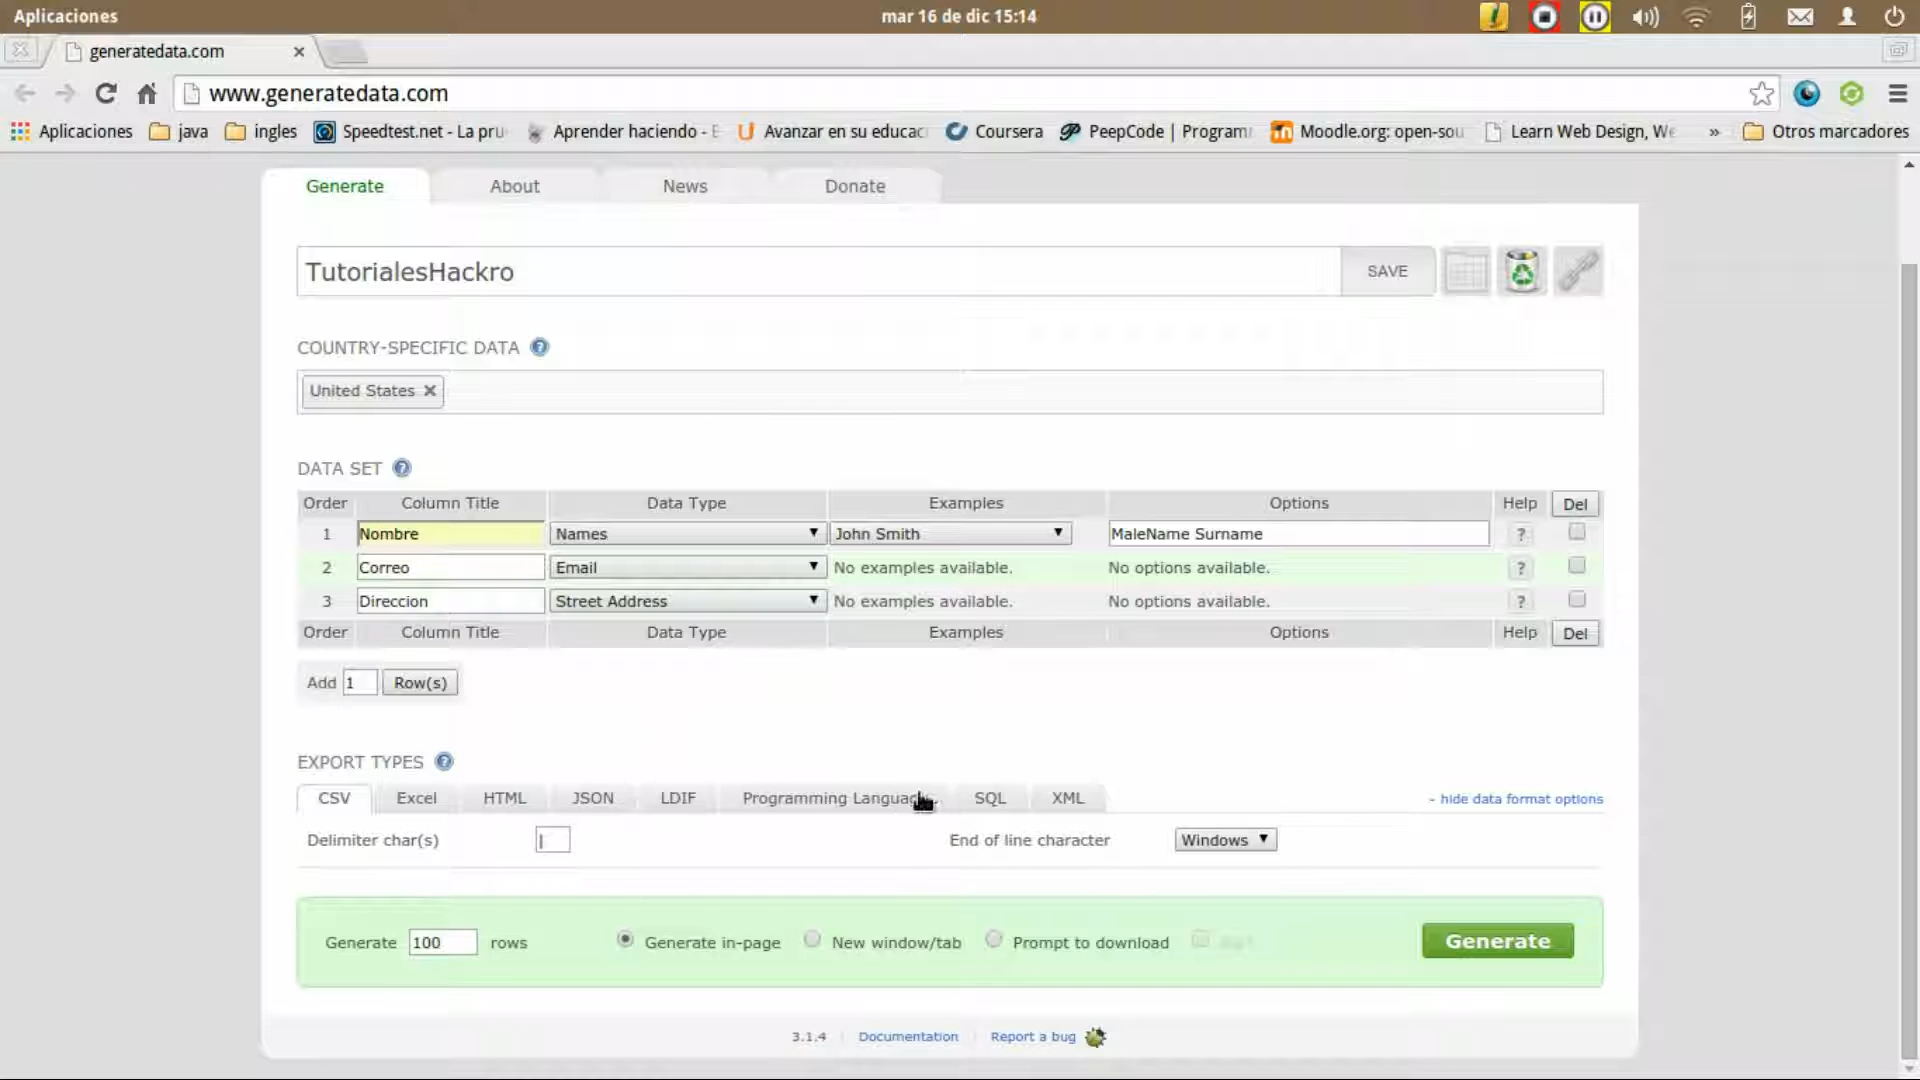 Aplicaciones mar 16 de dic 15:14
generatedata.com
www.generatedata.com
Aplicaciones java ingles Speedtest.net - La pru Aprender haciendo - E Avanzar en su educac Coursera PeepCode | Program Moodle.org: open-sou Learn Web Design, We » Otros marcadores
Generate About News Donate
TutorialesHackro SAVE
COUNTRY-SPECIFIC DATA ?
United States ×
DATA SET ?
Order Column Title Data Type Examples Options Help Del
1 Nombre Names John Smith MaleName Surname ?
2 Correo Email No examples available. No options available. ?
3 Direccion Street Address No examples available. No options available. ?
Order Column Title Data Type Examples Options Help Del
Add 1 Row(s)
EXPORT TYPES ?
CSV Excel HTML JSON LDIF Programming SQL XML - hide data format options
Delimiter char(s) | End of line character Windows
Generate 100 rows Generate in-page New window/tab Prompt to download Generate
3.1.4 Documentation Report a bug